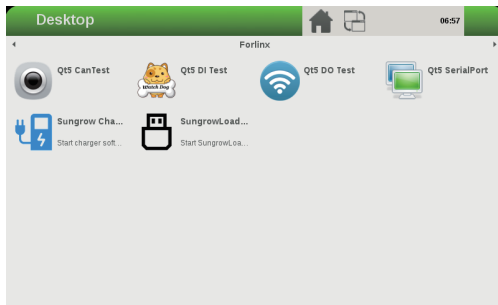 Desktop
06:57
Forlinx
Qt5 CanTest
Qt5 DI Test
Watch Dog
Qt5 DO Test
Qt5 SerialPort
Sungrow Cha...
Start charger soft...
SungrowLoad...
Start SungrowLoa...